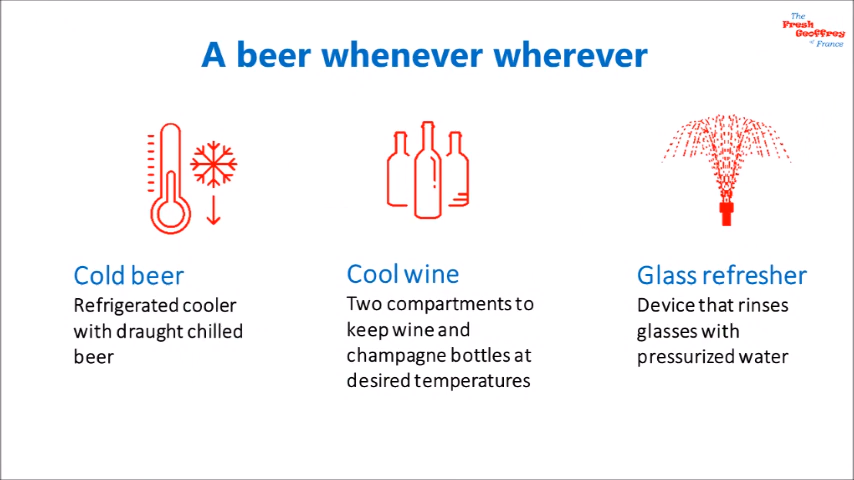 The
Fresh
Geoffreys
of France
A beer whenever wherever
Cold beer
Refrigerated cooler
with draught chilled
beer
Cool wine
Two compartments to
keep wine and
champagne bottles at
desired temperatures
Glass refresher
Device that rinses
glasses with
pressurized water